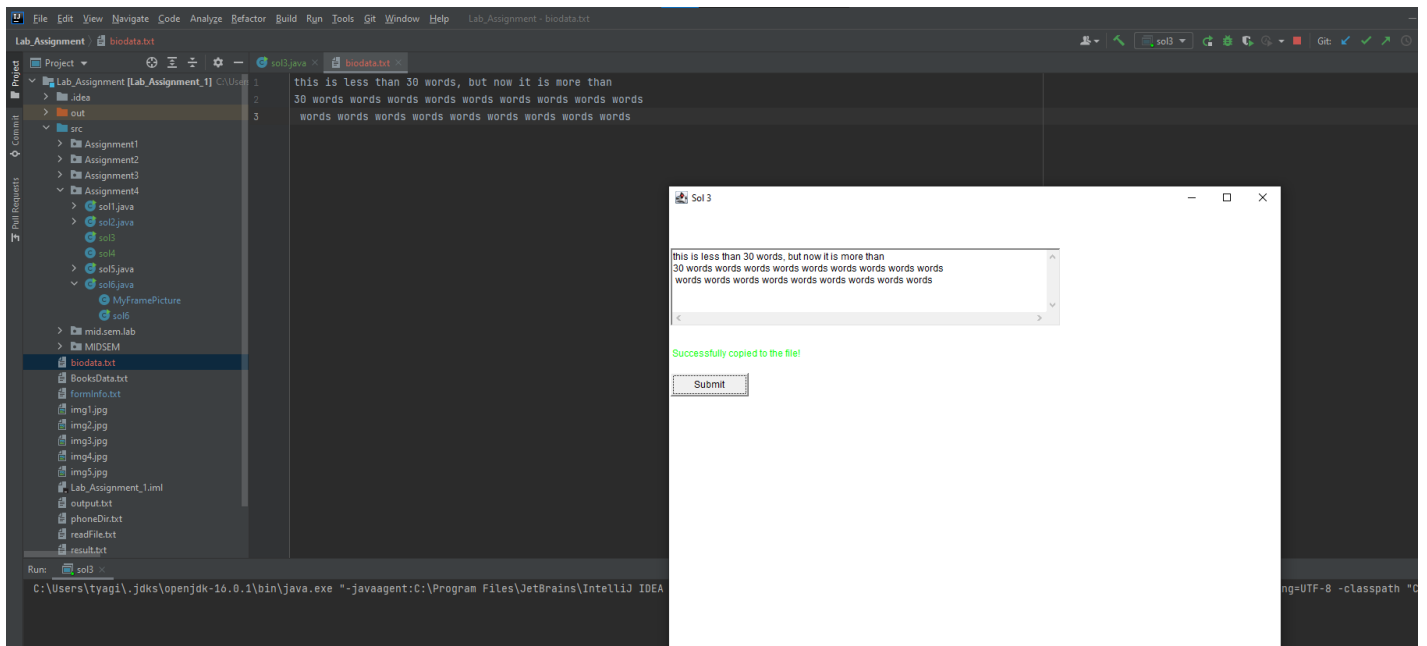 File Edit View Navigate Code Analyze Refactor Build Run Tools Git Window Help Lab_Assignment - biodata.txt
Lab_Assignment biodata.txt sol3 Git:
Project sol3.java biodata.txt
Project
Commit
Pull Requests
Lab_Assignment [Lab_Assignment_1] C:\User
.idea
out
src
Assignment1
Assignment2
Assignment3
Assignment4
sol1.java
sol2.java
sol3
sol4
sol5.java
sol6.java
MyFramePicture
sol6
mid.sem.lab
MIDSEM
biodata.txt
BooksData.txt
forminfo.txt
img1.jpg
img2.jpg
img3.jpg
img4.jpg
img5.jpg
Lab_Assignment_1.iml
output.txt
phoneDir.txt
readFile.txt
result.txt
1 this is less than 30 words, but now it is more than
2 30 words words words words words words words words words
3 words words words words words words words words words
Sol 3
this is less than 30 words, but now it is more than
30 words words words words words words words words words
words words words words words words words words words
Successfully copied to the file!
Submit
Run: sol3
C:\Users\tyagi\.jdks\openjdk-16.0.1\bin\java.exe "-javaagent:C:\Program Files\JetBrains\IntelliJ IDEA ng=UTF-8 -classpath "C